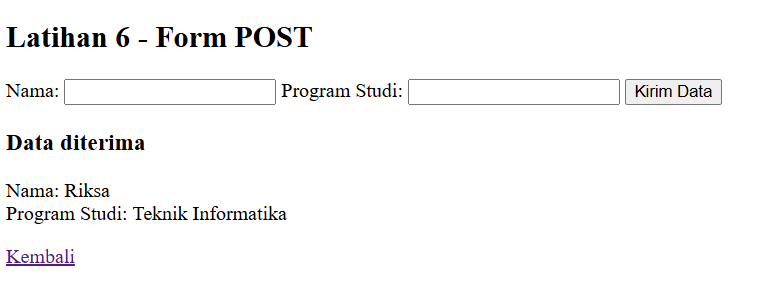 Latihan 6 - Form POST
Nama: Program Studi: Kirim Data
Data diterima
Nama: Riksa
Program Studi: Teknik Informatika
Kembali